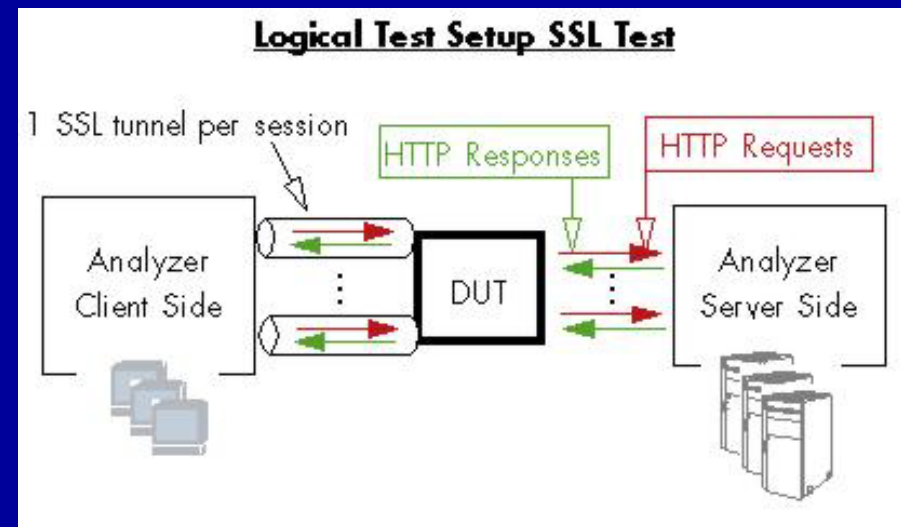 Logical Test Setup SSL Test
1 SSL tunnel per session
HTTP Responses
HTTP Requests
Analyzer
Client Side
DUT
Analyzer
Server Side